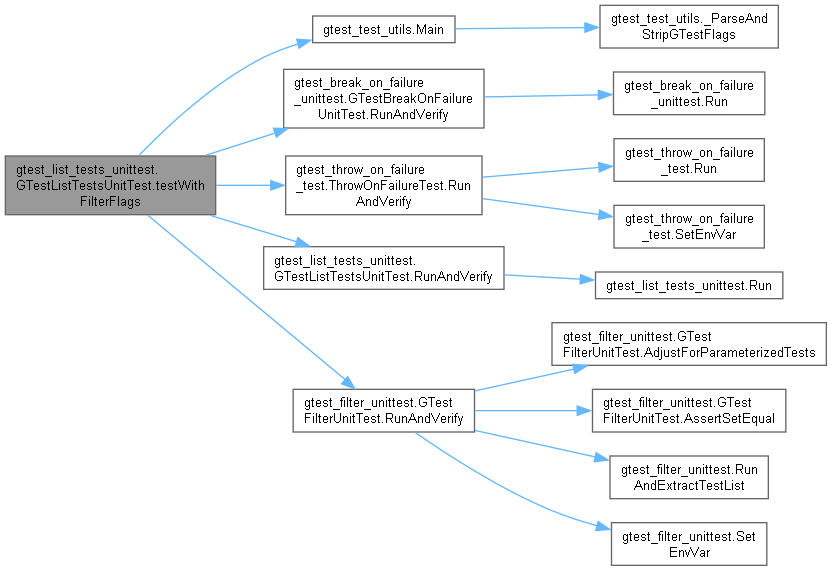 gtest_list_tests_unittest.
GTestListTestsUnitTest.testWith
FilterFlags
gtest_test_utils.Main
gtest_test_utils._ParseAnd
StripGTestFlags
gtest_break_on_failure
_unittest.GTestBreakOnFailure
UnitTest.RunAndVerify
gtest_break_on_failure
_unittest.Run
gtest_throw_on_failure
_test.ThrowOnFailureTest.Run
AndVerify
gtest_throw_on_failure
_test.Run
gtest_throw_on_failure
_test.SetEnvVar
gtest_list_tests_unittest.
GTestListTestsUnitTest.RunAndVerify
gtest_list_tests_unittest.Run
gtest_filter_unittest.GTest
FilterUnitTest.RunAndVerify
gtest_filter_unittest.GTest
FilterUnitTest.AdjustForParameterizedTests
gtest_filter_unittest.GTest
FilterUnitTest.AssertSetEqual
gtest_filter_unittest.Run
AndExtractTestList
gtest_filter_unittest.Set
EnvVar